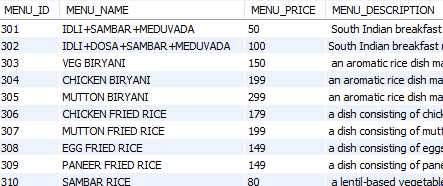 MENU_ID MENU_NAME MENU_PRICE MENU_DESCRIPTION
301 IDLI+SAMBAR+MEDUVADA 50 South Indian breakfast
302 IDLI+DOSA+SAMBAR+MEDUVADA 100 South Indian breakfast
303 VEG BIRYANI 150 an aromatic rice dish ma
304 CHICKEN BIRYANI 199 an aromatic rice dish ma
305 MUTTON BIRYANI 299 an aromatic rice dish ma
306 CHICKEN FRIED RICE 179 a dish consisting of chick
307 MUTTON FRIED RICE 199 a dish consisting of mut
308 EGG FRIED RICE 149 a dish consisting of eggs
309 PANEER FRIED RICE 149 a dish consisting of pane
310 SAMBAR RICE 80 a lentil-based vegetable